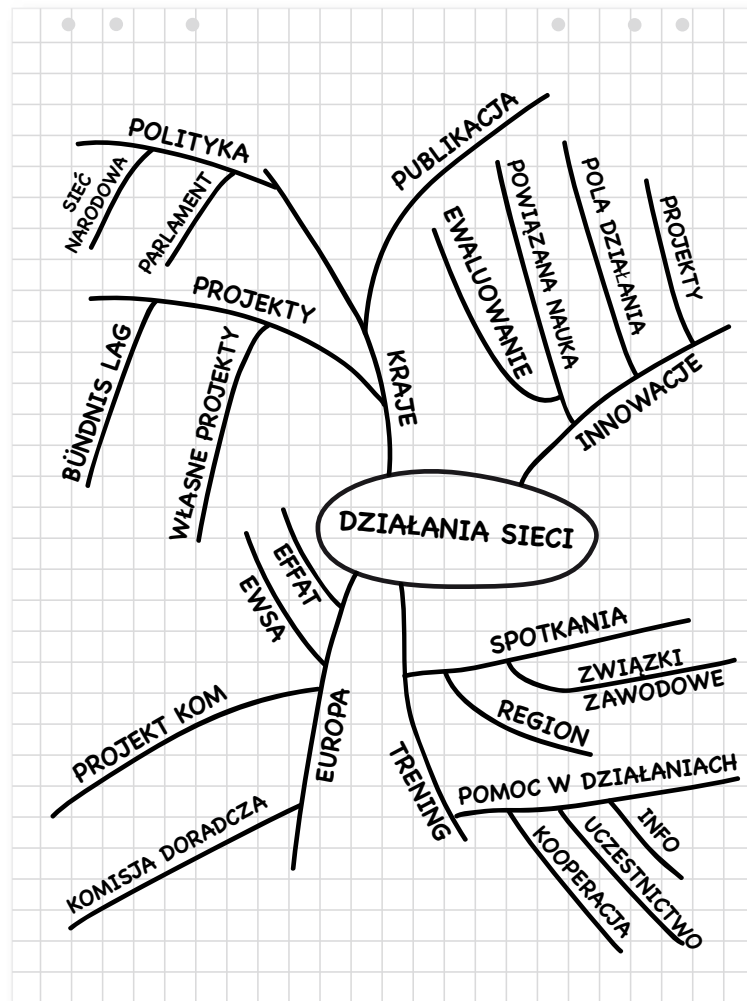 POLITYKA
SIEĆ
NARODOWA
PARLAMENT
PROJEKTY
BÜNDNIS LAG
WŁASNE PROJEKTY
KRAJE
PUBLIKACJA
EWALUOWANIE
POWIĄZANA NAUKA
POLA DZIAŁANIA
PROJEKTY
INNOWACJE
DZIAŁANIA SIECI
EFFAT
EWSA
PROJEKT KOM
EUROPA
KOMISJA DORADCZA
SPOTKANIA
ZWIĄZKI
ZAWODOWE
REGION
TRENING
POMOC W DZIAŁANIACH
INFO
UCZESTNICTWO
KOOPERACJA